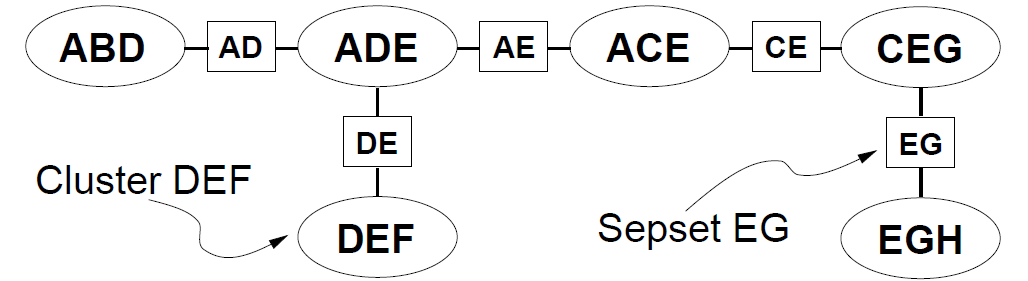 ABD AD ADE AE ACE CE CEG
DE EG
Cluster DEF
Sepset EG
DEF EGH